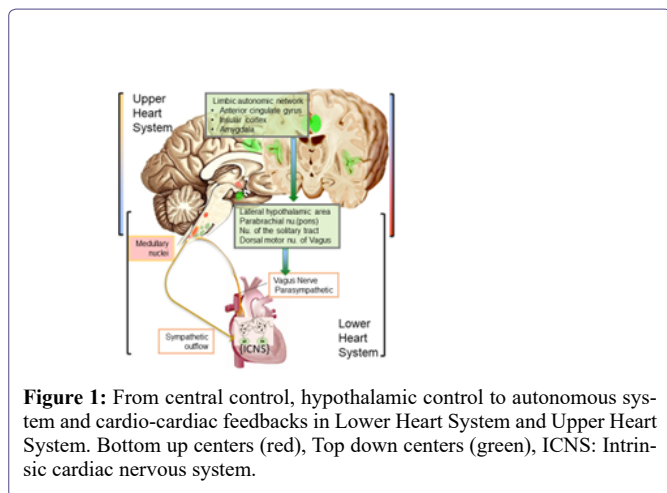 Upper
Heart
System
Limbic autonomic network
• Anterior cingulate gyrus
• Insular cortex
• Amygdala
Lateral hypothalamic area
Parabrachial nu.(pons)
Nu. of the solitary tract
Dorsal motor nu. of Vagus
Medullary
nuclei
Vagus Nerve
Parasympathetic
Sympathetic
outflow
(ICNS)
Lower
Heart
System
Figure 1: From central control, hypothalamic control to autonomous sys-
tem and cardio-cardiac feedbacks in Lower Heart System and Upper Heart
System. Bottom up centers (red), Top down centers (green), ICNS: Intrin-
sic cardiac nervous system.